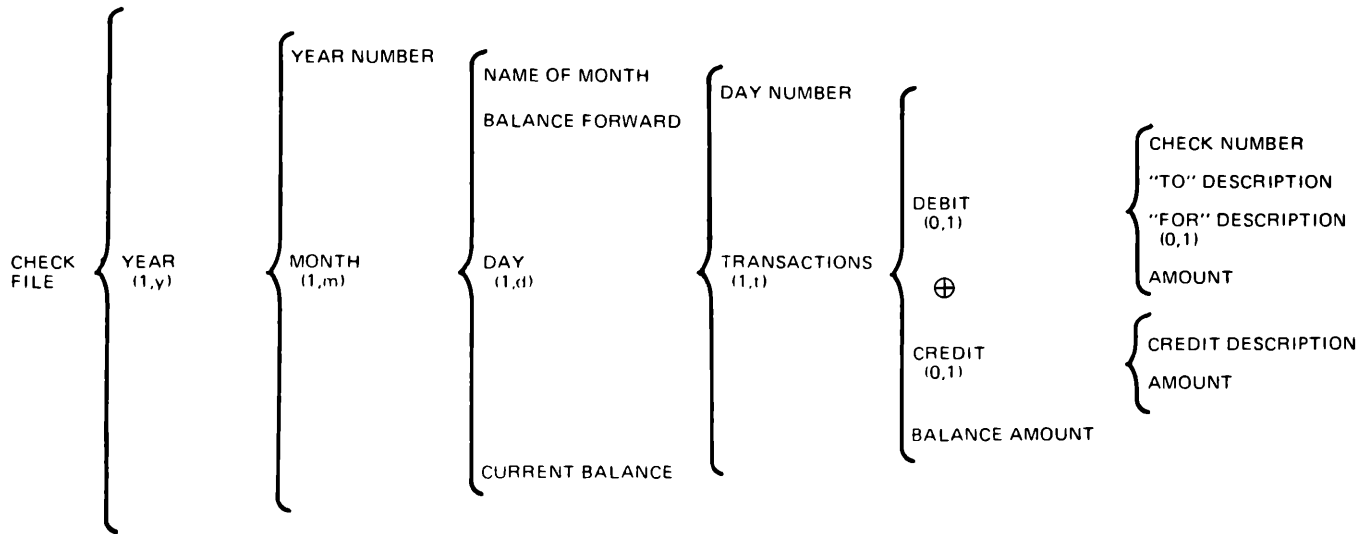 CHECK
FILE
YEAR
(1,y)
YEAR NUMBER
MONTH
(1,m)
NAME OF MONTH
BALANCE FORWARD
DAY
(1,d)
CURRENT BALANCE
DAY NUMBER
TRANSACTIONS
(1,t)
DEBIT
(0,1)
⊕
CREDIT
(0,1)
BALANCE AMOUNT
CHECK NUMBER
"TO" DESCRIPTION
"FOR" DESCRIPTION
(0,1)
AMOUNT
CREDIT DESCRIPTION
AMOUNT